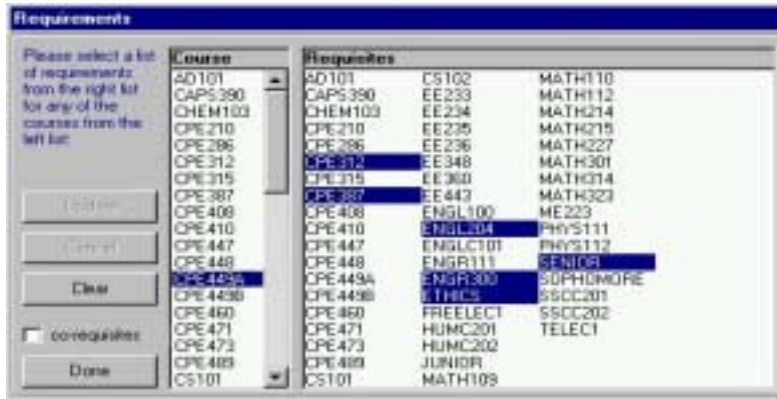 Requirements
Please select a list
of requirements
from the right list
for any of the
courses from the
left list
Update
Cancel
Clear
co-requisites
Done
Course
AD101
CAPS390
CHEM103
CPE210
CPE286
CPE312
CPE315
CPE387
CPE408
CPE410
CPE447
CPE448
CPE449A
CPE449B
CPE460
CPE471
CPE473
CPE489
CS101
Requisites
AD101 CS102 MATH110
CAPS390 EE233 MATH112
CHEM103 EE234 MATH214
CPE210 EE235 MATH215
CPE286 EE236 MATH227
CPE312 EE348 MATH301
CPE315 EE360 MATH314
CPE387 EE443 MATH323
CPE408 ENGL100 ME223
CPE410 ENGL204 PHYS111
CPE447 ENGLC101 PHYS112
CPE448 ENGR111 SENIOR
CPE449A ENGR300 SOPHOMORE
CPE449B ETHICS SSCC201
CPE460 FREELEC1 SSCC202
CPE471 HUMC201 TELEC1
CPE473 HUMC202
CPE489 JUNIOR
CS101 MATH109